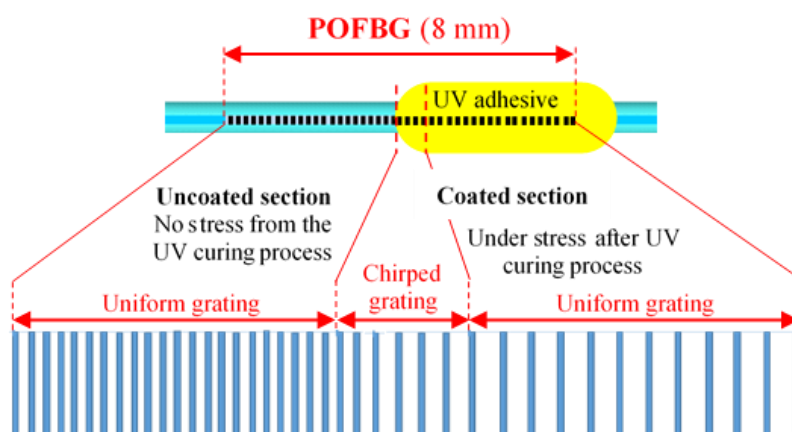 POFBG (8 mm)
UV adhesive
Uncoated section
No stress from the
UV curing process
Coated section
Under stress after UV
curing process
Uniform grating
Chirped
grating
Uniform grating